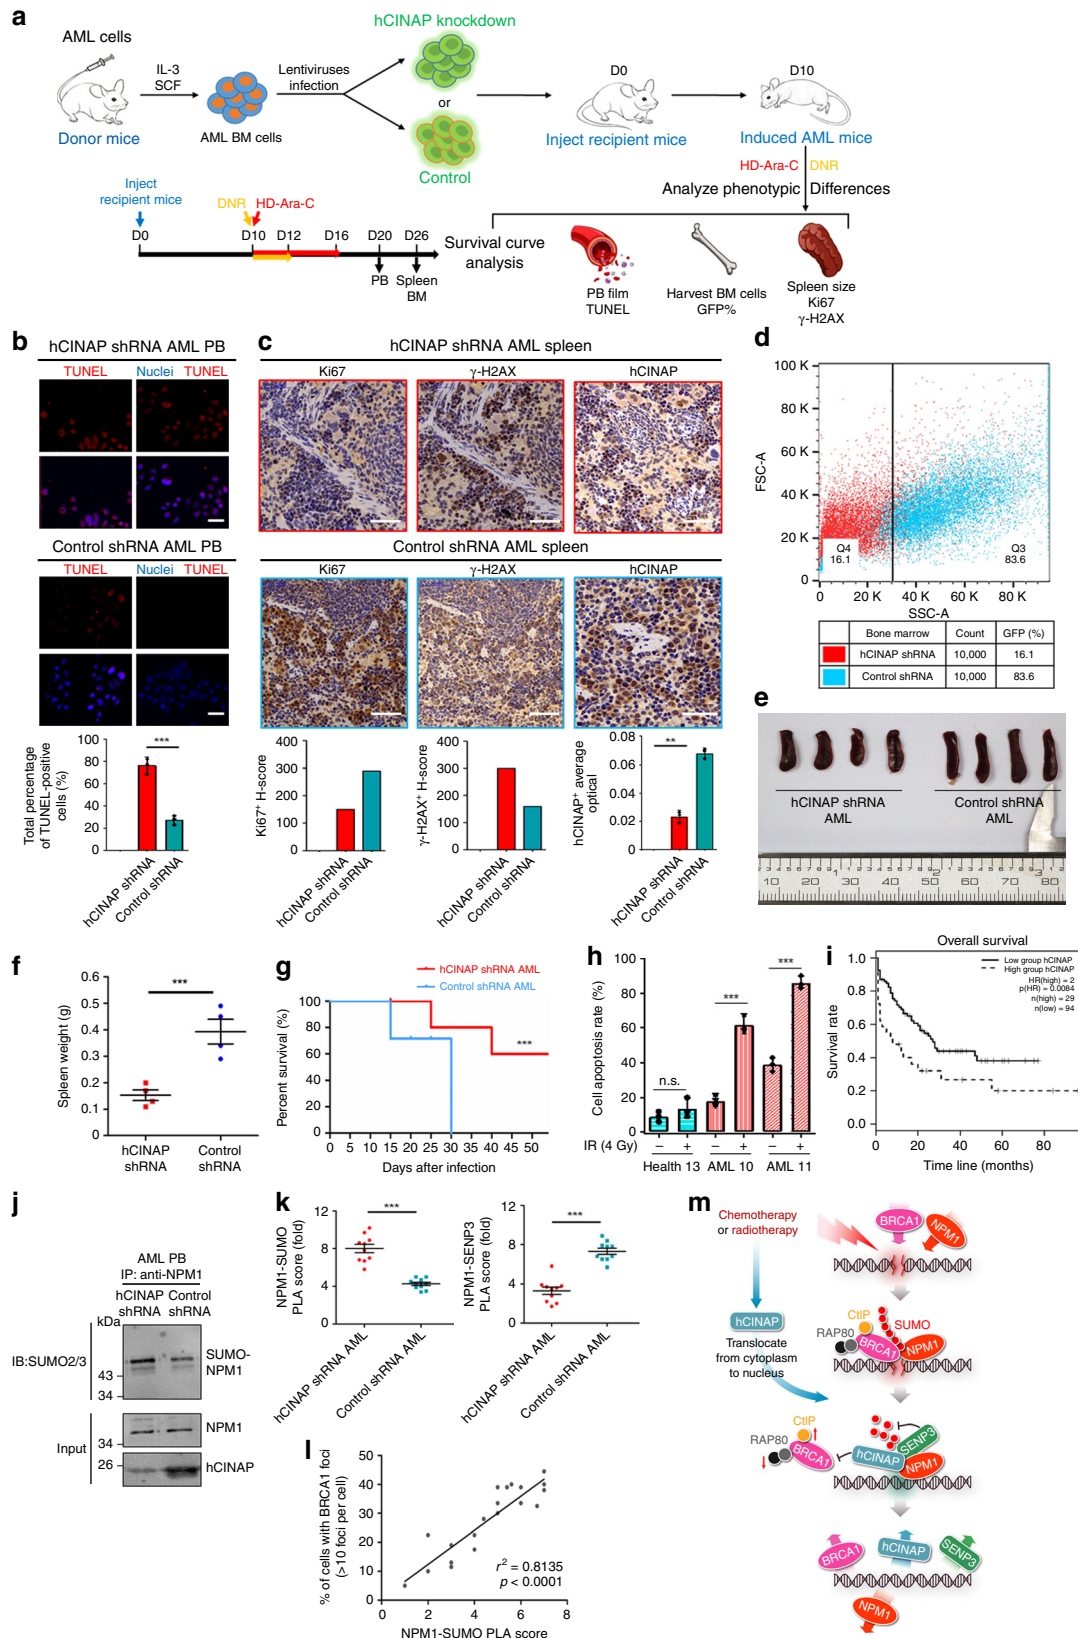 a
AML cells
Donor mice
IL-3
SCF
AML BM cells
Lentiviruses
infection
hCINAP knockdown
or
Control
D0
Inject recipient mice
D10
Induced AML mice
HD-Ara-C DNR
Analyze phenotypic Differences
Inject
recipient mice
DNR HD-Ara-C
D0 D10 D12 D16 D20 D26
PB Spleen
BM
Survival curve
analysis
PB film
TUNEL
Harvest BM cells
GFP%
Spleen size
Ki67
γ-H2AX
b
hCINAP shRNA AML PB
TUNEL Nuclei TUNEL
Control shRNA AML PB
TUNEL Nuclei TUNEL
Total percentage
of TUNEL-positive
cells (%)
100
80
60
40
20
0
***
hCINAP shRNA
Control shRNA
c
hCINAP shRNA AML spleen
Ki67 γ-H2AX hCINAP
Control shRNA AML spleen
Ki67 γ-H2AX hCINAP
Ki67⁺ H-score
400
300
200
100
0
hCINAP shRNA
Control shRNA
γ-H2AX⁺ H-score
400
300
200
100
0
hCINAP shRNA
Control shRNA
hCINAP⁺ average
optical
0.08
0.06
0.04
0.02
0
**
hCINAP shRNA
Control shRNA
d
FSC-A
100 K
80 K
60 K
40 K
20 K
0
Q4
16.1
Q3
83.6
0 20 K 40 K 60 K 80 K
SSC-A
Bone marrow Count GFP (%)
hCINAP shRNA 10,000 16.1
Control shRNA 10,000 83.6
e
hCINAP shRNA
AML
Control shRNA
AML
10 20 30 40 50 60 70 80
f
Spleen weight (g)
0.6
0.5
0.4
0.3
0.2
0.1
0
***
hCINAP
shRNA
Control
shRNA
g
hCINAP shRNA AML
Control shRNA AML
Percent survival (%)
100
80
60
40
20
0
***
0 5 10 15 20 25 30 35 40 45 50
Days after infection
h
Cell apoptosis rate (%)
100
80
60
40
20
0
n.s.
***
***
IR (4 Gy) – + – + – +
Health 13 AML 10 AML 11
i
Overall survival
Low group hCINAP
High group hCINAP
HR(high) = 2
p(HR) = 0.0084
n(high) = 29
n(low) = 94
Survival rate
1.0
0.8
0.6
0.4
0.2
0
0 20 40 60 80
Time line (months)
j
AML PB
IP: anti-NPM1
hCINAP Control
shRNA shRNA
kDa
IB:SUMO2/3
SUMO-
NPM1
43
34
Input
NPM1
34
26
hCINAP
k
NPM1-SUMO
PLA score (fold)
12
8
4
0
***
hCINAP shRNA AML
Control shRNA AML
NPM1-SENP3
PLA score (fold)
12
8
4
0
***
hCINAP shRNA AML
Control shRNA AML
l
% of cells with BRCA1 foci
(>10 foci per cell)
50
40
30
20
10
0
r² = 0.8135
p < 0.0001
0 2 4 6 8
NPM1-SUMO PLA score
m
Chemotherapy
or radiotherapy
BRCA1
NPM1
hCINAP
Translocate
from cytoplasm
to nucleus
CtIP
SUMO
RAP80
BRCA1
NPM1
CtIP
RAP80
BRCA1
hCINAP
SENP3
NPM1
BRCA1
hCINAP
SENP3
NPM1